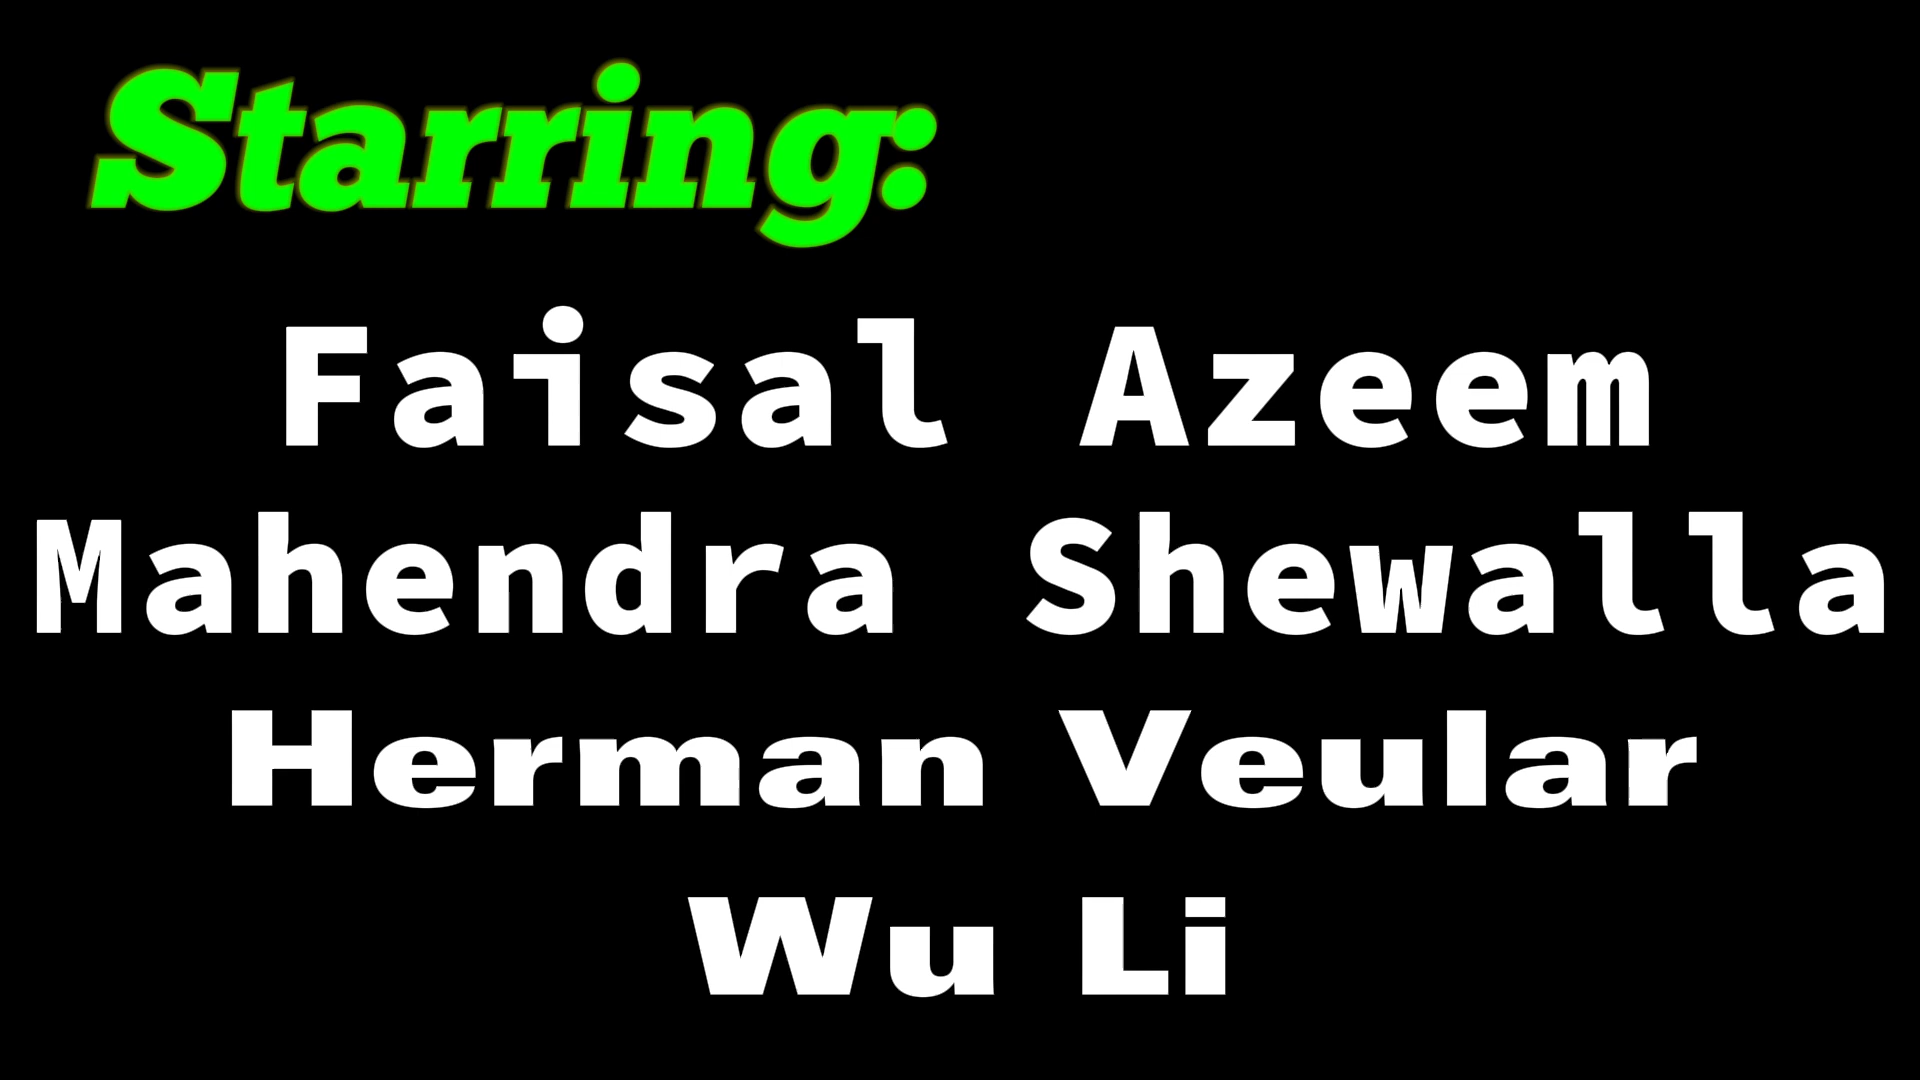 Starring:
Faisal Azeem
Mahendra Shewalla
Herman Veular
Wu Li